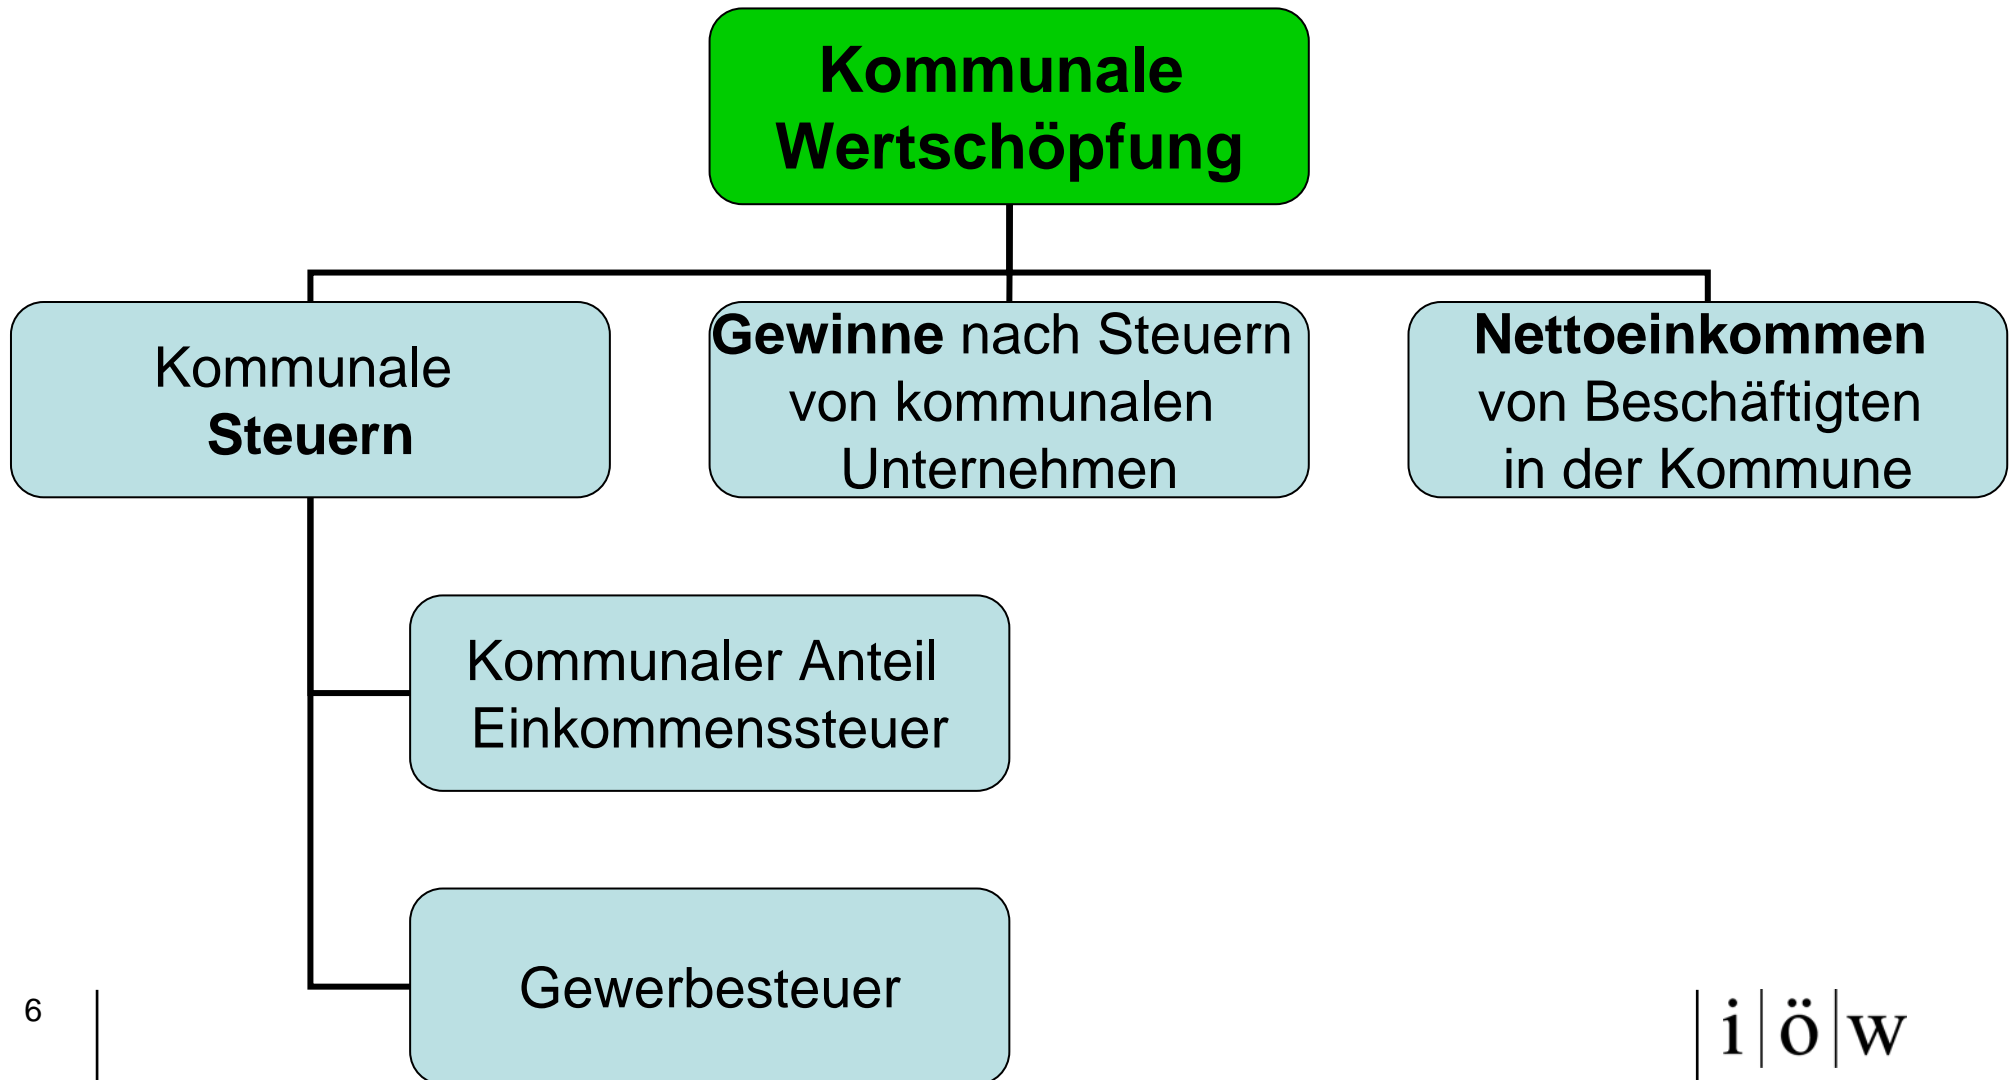 Kommunale
Wertschöpfung
Kommunale
Steuern
Gewinne nach Steuern
von kommunalen
Unternehmen
Nettoeinkommen
von Beschäftigten
in der Kommune
Kommunaler Anteil
Einkommenssteuer
Gewerbesteuer
6
i|ö|w